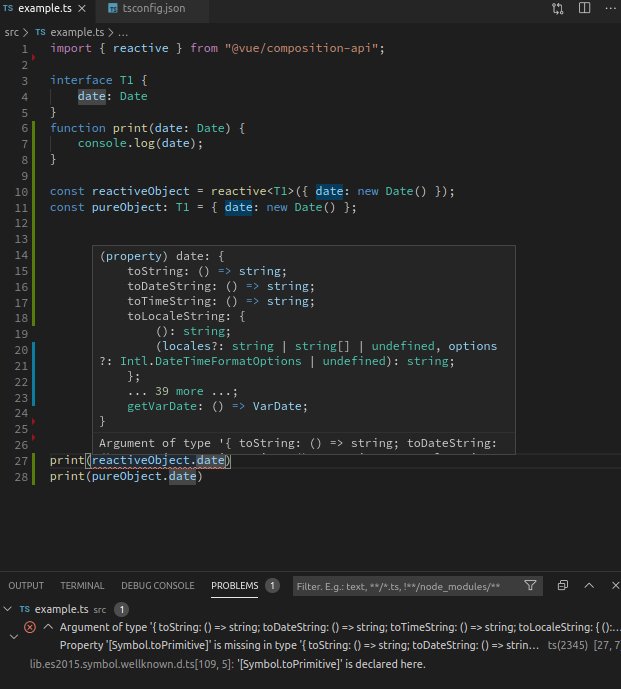 TS example.ts × tsconfig.json ...
src > TS example.ts > ...
1 import { reactive } from "@vue/composition-api";
2
3 interface Tl {
4 date: Date
5 }
6 function print(date: Date) {
7 console.log(date);
8 }
9
10 const reactiveObject = reactive<Tl>({ date: new Date() });
11 const pureObject: Tl = { date: new Date() };
12
13
14 (property) date: {
15 toString: () => string;
16 toDateString: () => string;
17 toTimeString: () => string;
18 toLocaleString: {
19 (): string;
20 (locales?: string | string[] | undefined, options
21 ?: Intl.DateTimeFormatOptions | undefined): string;
22 };
23 ... 39 more ...;
24 getVarDate: () => VarDate;
25 }
26 Argument of type '{ toString: () => string; toDateString:
27 print(reactiveObject.date)
28 print(pureObject.date)
OUTPUT TERMINAL DEBUG CONSOLE PROBLEMS 1 Filter. E.g.: text, **/*.ts, !**/node_modules/**
TS example.ts src 1
Argument of type '{ toString: () => string; toDateString: () => string; toTimeString: () => string; toLocaleString: { ():...
Property '[Symbol.toPrimitive]' is missing in type '{ toString: () => string; toDateString: () => strin... ts(2345) [27, 7
lib.es2015.symbol.wellknown.d.ts[109, 5]: '[Symbol.toPrimitive]' is declared here.